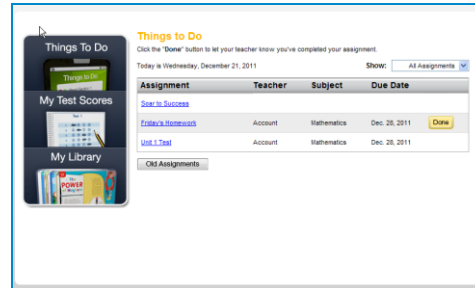 Things To Do
Things to Do
My Test Scores
My Library
POWER
Things to Do
Click the "Done" button to let your teacher know you've completed your assignment.
Today is Wednesday, December 21, 2011 Show: All Assignments
Assignment Teacher Subject Due Date
Soar to Success
Friday's Homework Account Mathematics Dec. 28, 2011 Done
Unit 1 Test Account Mathematics Dec. 28, 2011
Old Assignments